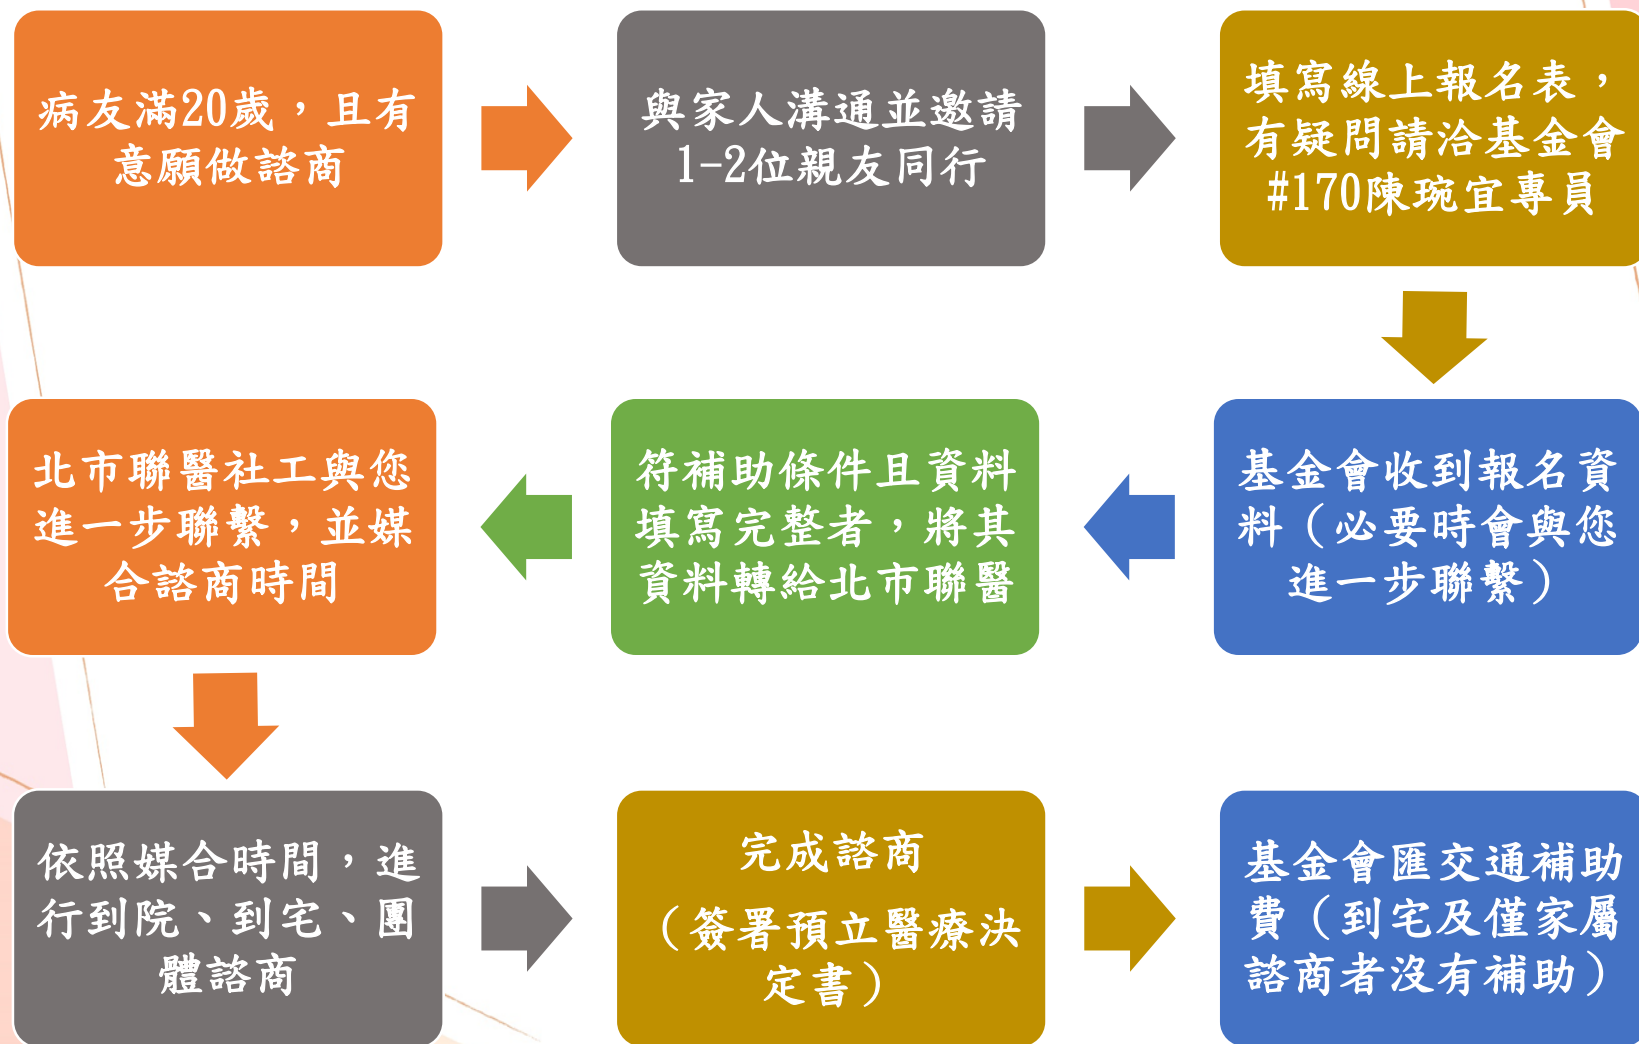 病友滿20歲，且有
意願做諮商
與家人溝通並邀請
1-2位親友同行
填寫線上報名表，
有疑問請洽基金會
#170陳琬宜專員
基金會收到報名資
料（必要時會與您
進一步聯繫）
符補助條件且資料
填寫完整者，將其
資料轉給北市聯醫
北市聯醫社工與您
進一步聯繫，並媒
合諮商時間
依照媒合時間，進
行到院、到宅、團
體諮商
完成諮商
（簽署預立醫療決
定書）
基金會匯交通補助
費（到宅及僅家屬
諮商者沒有補助）